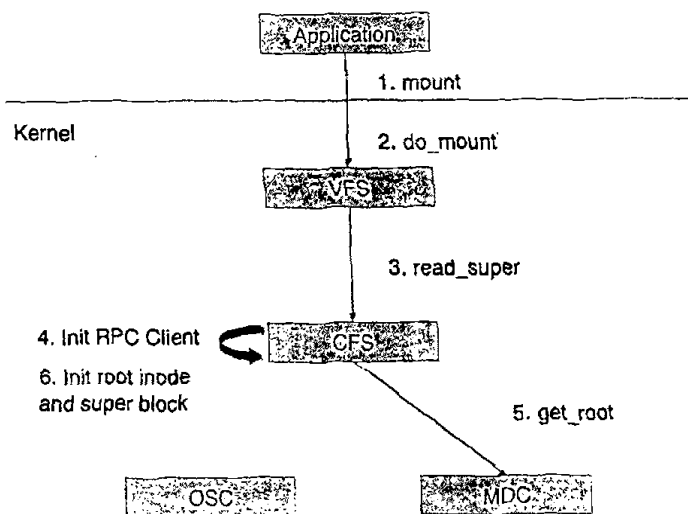 Application
1. mount
Kernel
2. do_mount
VFS
3. read_super
4. Init RPC Client
CFS
6. Init root inode
and super block
5. get_root
OSC
MDC